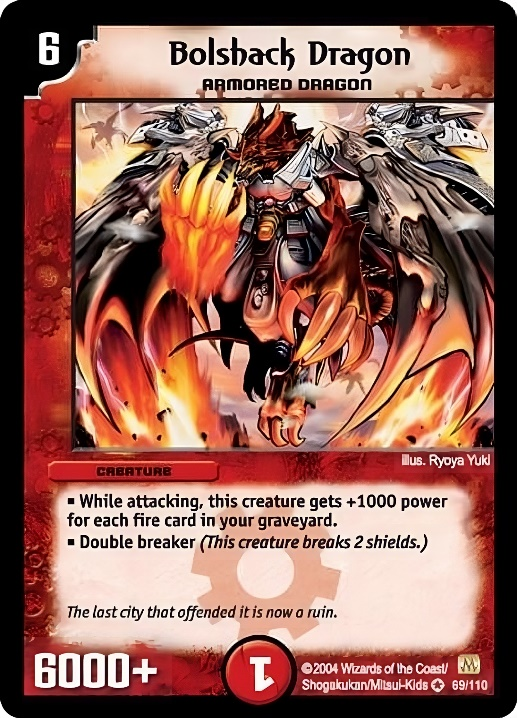 6
Bolshack Dragon
ARMORED DRAGON
illus. Ryoya Yuki
CREATURE
▪ While attacking, this creature gets +1000 power
for each fire card in your graveyard.
▪ Double breaker (This creature breaks 2 shields.)
The last city that offended it is now a ruin.
6000+
1
©2004 Wizards of the Coast/
Shogakukan/Mitsui-Kids ✪ 69/110
M